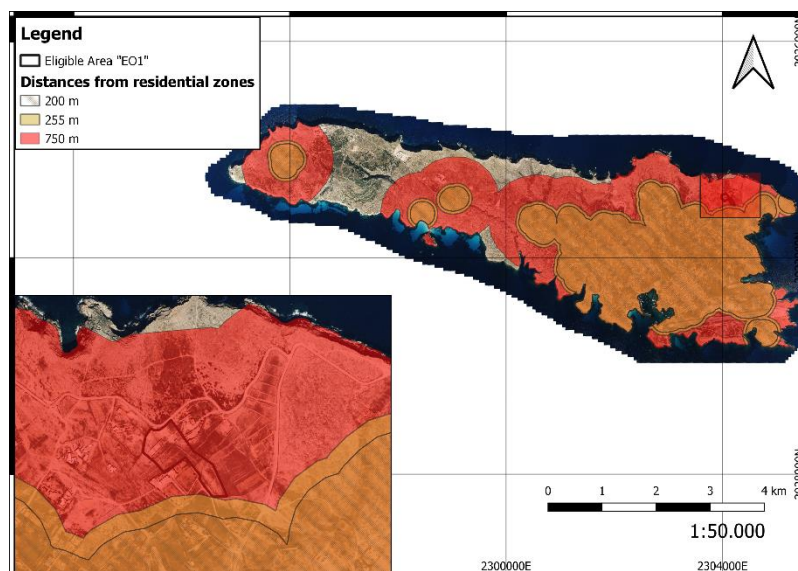 Legend
Eligible Area "EO1"
Distances from residential zones
200 m
255 m
750 m
0 1 2 3 4 km
1:50.000
2300000E
2304000E